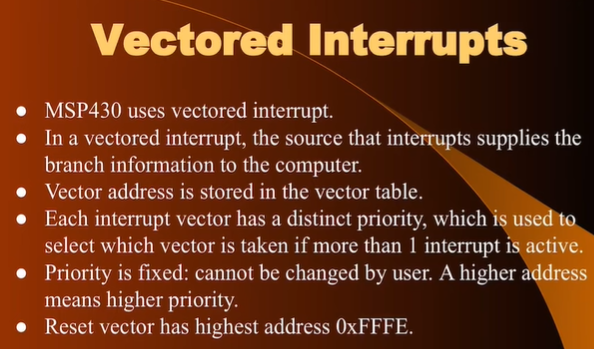 Vectored Interrupts
● MSP430 uses vectored interrupt.
● In a vectored interrupt, the source that interrupts supplies the
branch information to the computer.
● Vector address is stored in the vector table.
● Each interrupt vector has a distinct priority, which is used to
select which vector is taken if more than 1 interrupt is active.
● Priority is fixed: cannot be changed by user. A higher address
means higher priority.
● Reset vector has highest address 0xFFFE.